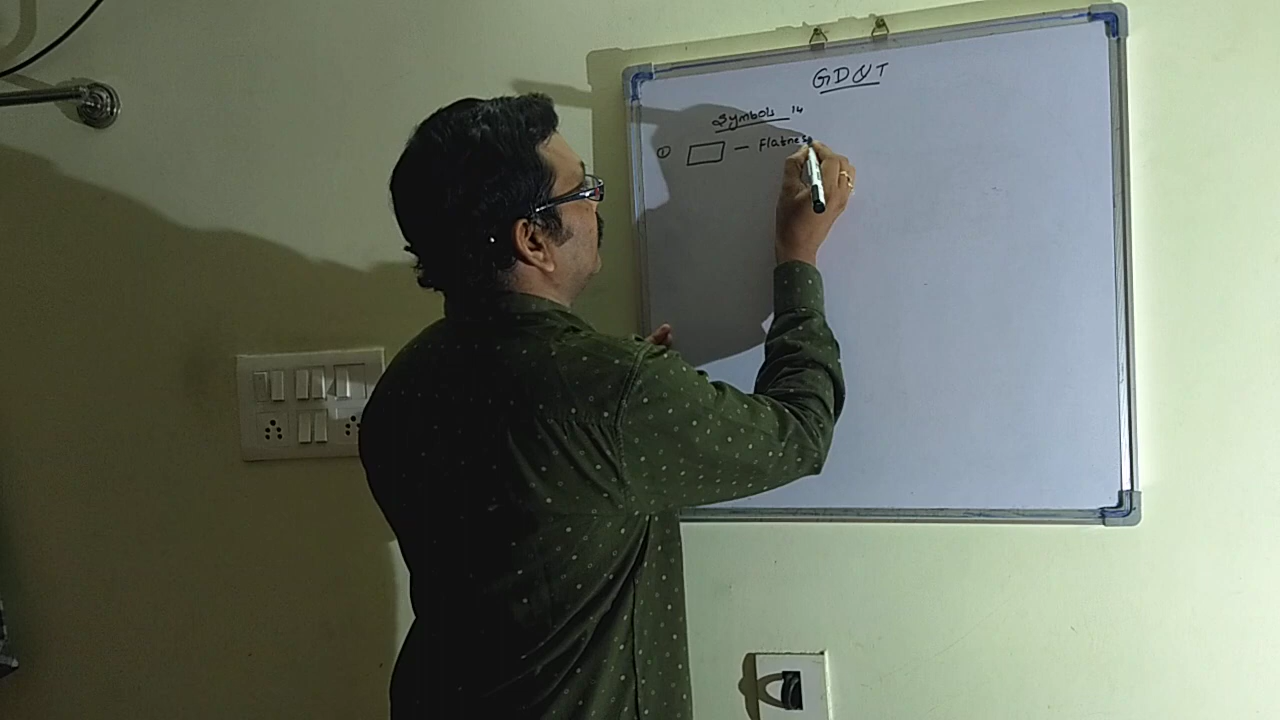 GD&T
Symbols 14
① ▱ — Flatness